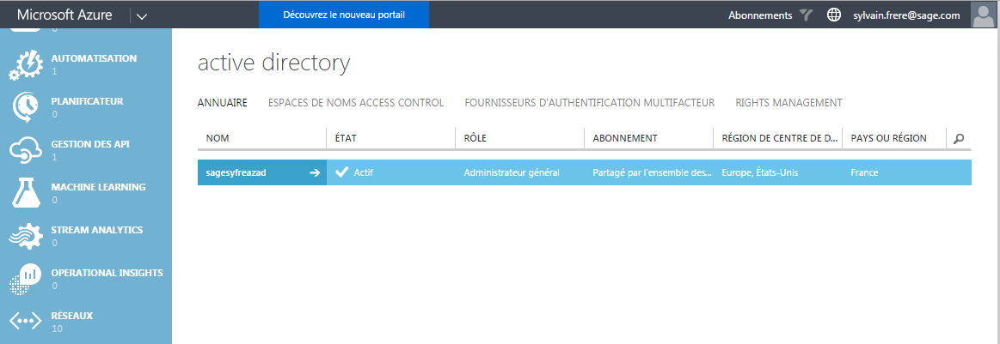 Microsoft Azure
Découvrez le nouveau portail
Abonnements
sylvain.frere@sage.com
0
AUTOMATISATION
1
PLANIFICATEUR
0
GESTION DES API
1
MACHINE LEARNING
0
STREAM ANALYTICS
0
OPERATIONAL INSIGHTS
0
RÉSEAUX
10
active directory
ANNUAIRE ESPACES DE NOMS ACCESS CONTROL FOURNISSEURS D'AUTHENTIFICATION MULTIFACTEUR RIGHTS MANAGEMENT
NOM ÉTAT RÔLE ABONNEMENT RÉGION DE CENTRE DE D... PAYS OU RÉGION
sagesyfreazad Actif Administrateur général Partagé par l'ensemble des... Europe, États-Unis France